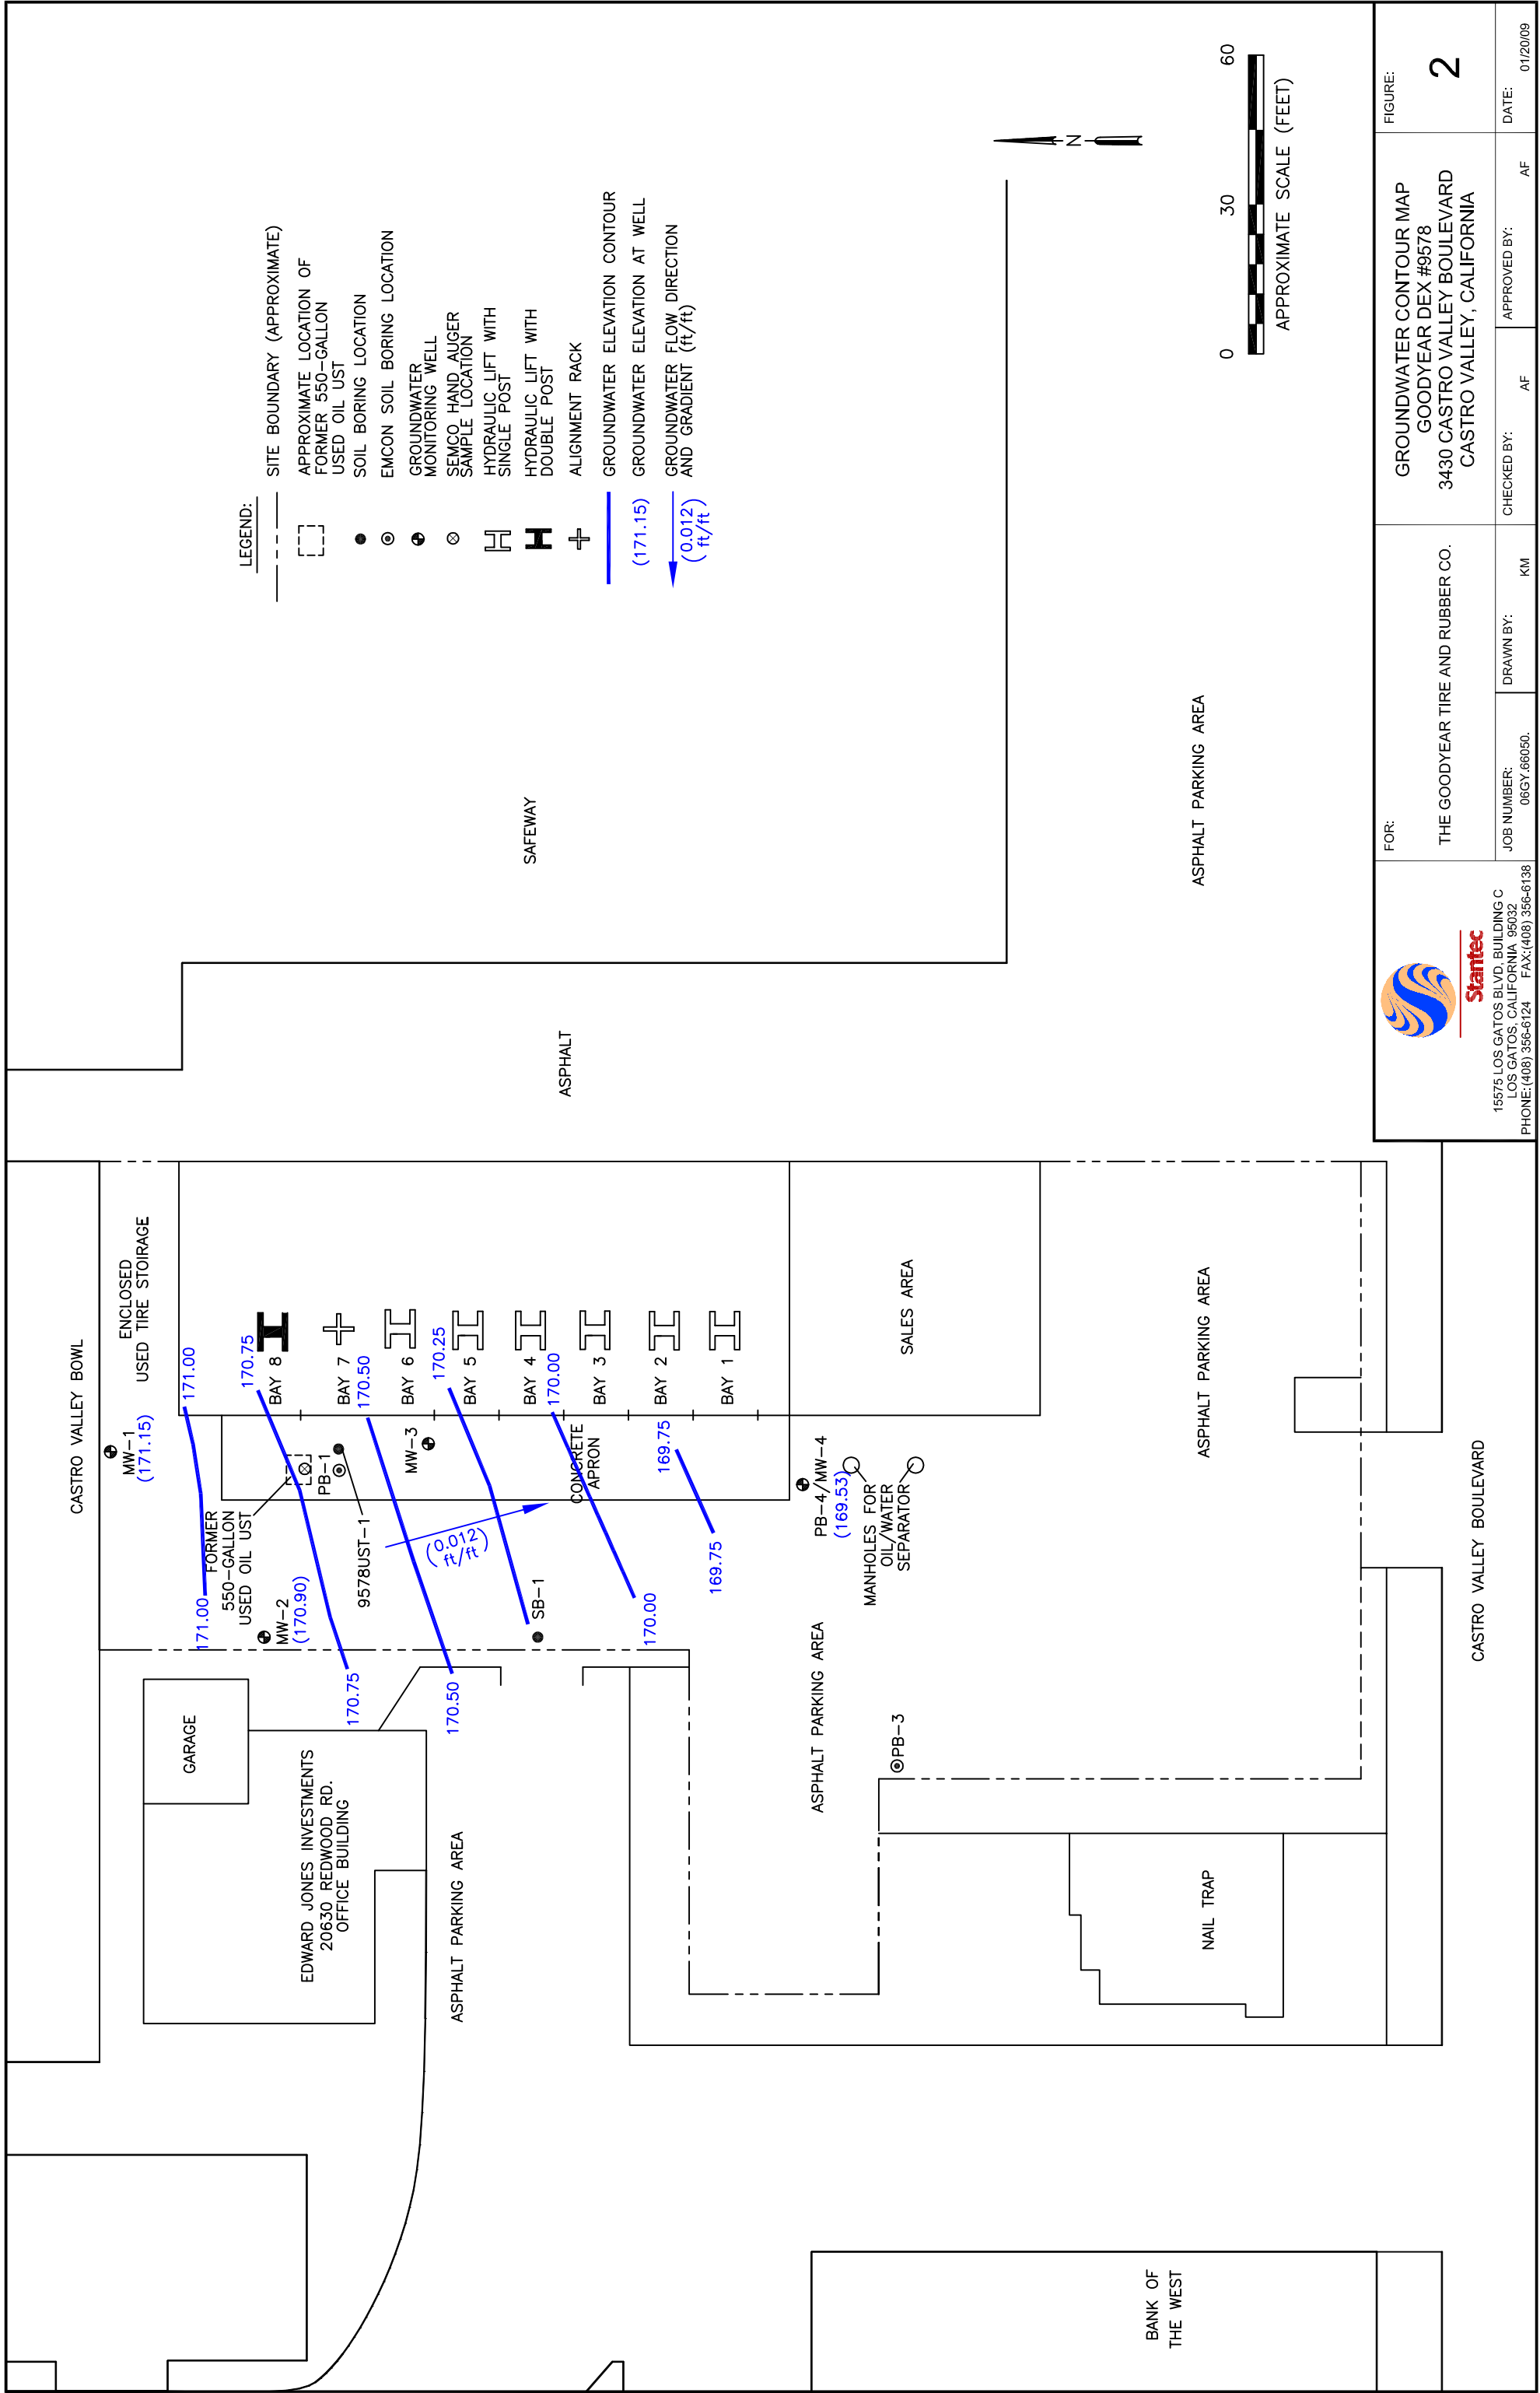 CASTRO VALLEY BOWL
ENCLOSED
USED TIRE STOIRAGE
MW-1
(171.15)
171.00
171.00
GARAGE
FORMER
550-GALLON
USED OIL UST
MW-2
(170.90)
170.75
170.75
PB-1
9578UST-1
BAY 8
BAY 7
BAY 6
BAY 5
BAY 4
BAY 3
BAY 2
BAY 1
170.50
170.50
MW-3
170.25
(0.012)
ft/ft
SB-1
CONCRETE
APRON
170.00
170.00
169.75
169.75
EDWARD JONES INVESTMENTS
20630 REDWOOD RD.
OFFICE BUILDING
ASPHALT PARKING AREA
PB-4/MW-4
(169.53)
MANHOLES FOR
OIL/WATER
SEPARATOR
SALES AREA
ASPHALT PARKING AREA
PB-3
ASPHALT PARKING AREA
NAIL TRAP
BANK OF
THE WEST
CASTRO VALLEY BOULEVARD
ASPHALT
SAFEWAY
ASPHALT PARKING AREA
LEGEND:
SITE BOUNDARY (APPROXIMATE)
APPROXIMATE LOCATION OF
FORMER 550-GALLON
USED OIL UST
SOIL BORING LOCATION
EMCON SOIL BORING LOCATION
GROUNDWATER
MONITORING WELL
SEMCO HAND AUGER
SAMPLE LOCATION
HYDRAULIC LIFT WITH
SINGLE POST
HYDRAULIC LIFT WITH
DOUBLE POST
ALIGNMENT RACK
GROUNDWATER ELEVATION CONTOUR
(171.15) GROUNDWATER ELEVATION AT WELL
(0.012) ft/ft
GROUNDWATER FLOW DIRECTION
AND GRADIENT (ft/ft)
N
0 30 60
APPROXIMATE SCALE (FEET)
Stantec
15575 LOS GATOS BLVD, BUILDING C
LOS GATOS, CALIFORNIA 95032
PHONE:(408) 356-6124 FAX:(408) 356-6138
FOR:
THE GOODYEAR TIRE AND RUBBER CO.
JOB NUMBER:
06GY.66050.
DRAWN BY:
KM
GROUNDWATER CONTOUR MAP
GOODYEAR DEX #9578
3430 CASTRO VALLEY BOULEVARD
CASTRO VALLEY, CALIFORNIA
CHECKED BY:
AF
APPROVED BY:
AF
FIGURE:
2
DATE:
01/20/09